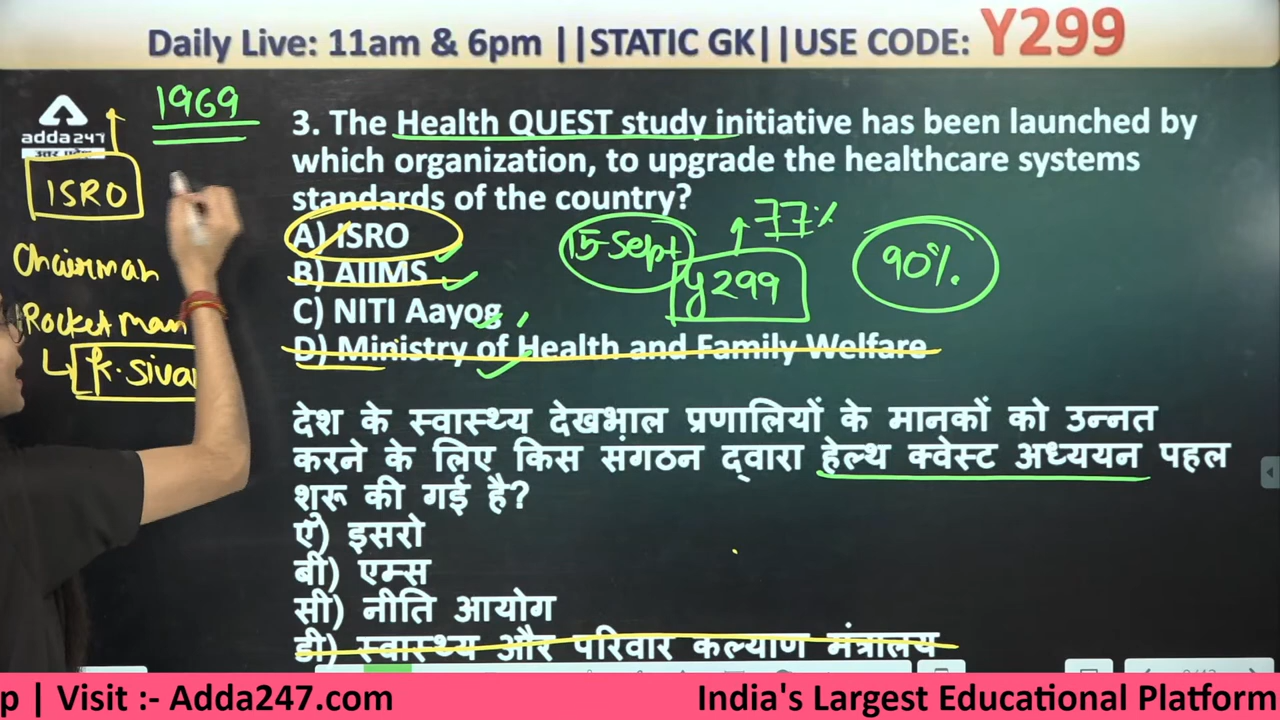 Daily Live: 11am & 6pm ||STATIC GK||USE CODE: Y299
adda247
उत्तर प्रदेश
1969
ISRO
Chairman
Rocket Man
K. Siva
3. The Health QUEST study initiative has been launched by
which organization, to upgrade the healthcare systems
standards of the country?
A) ISRO
B) AIIMS
C) NITI Aayog
D) Ministry of Health and Family Welfare
15-Sept
77%
Y299
90%.
देश के स्वास्थ्य देखभाल प्रणालियों के मानकों को उन्नत
करने के लिए किस संगठन द्वारा हेल्थ क्वेस्ट अध्ययन पहल
शुरू की गई है?
ए) इसरो
बी) एम्स
सी) नीति आयोग
डी) स्वास्थ्य और परिवार कल्याण मंत्रालय
p | Visit :- Adda247.com
India's Largest Educational Platform